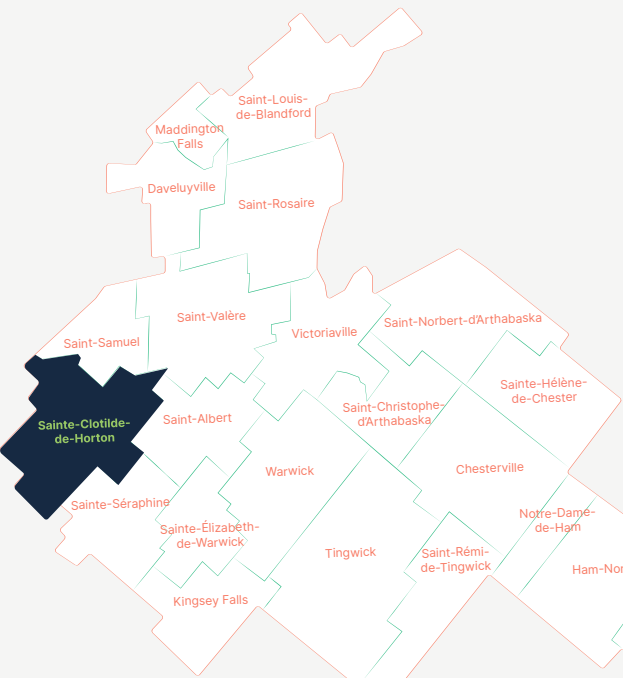 Saint-Louis-
de-Blandford
Maddington
Falls
Daveluyville
Saint-Rosaire
Saint-Valère
Saint-Norbert-d'Arthabaska
Victoriaville
Saint-Samuel
Sainte-Hélène-
de-Chester
Saint-Christophe-
d'Arthabaska
Saint-Albert
Sainte-Clotilde-
de-Horton
Chesterville
Warwick
Sainte-Séraphine
Notre-Dame-
de-Ham
Sainte-Élizabeth-
de-Warwick
Tingwick
Saint-Rémi-
de-Tingwick
Ham-Nor
Kingsey Falls